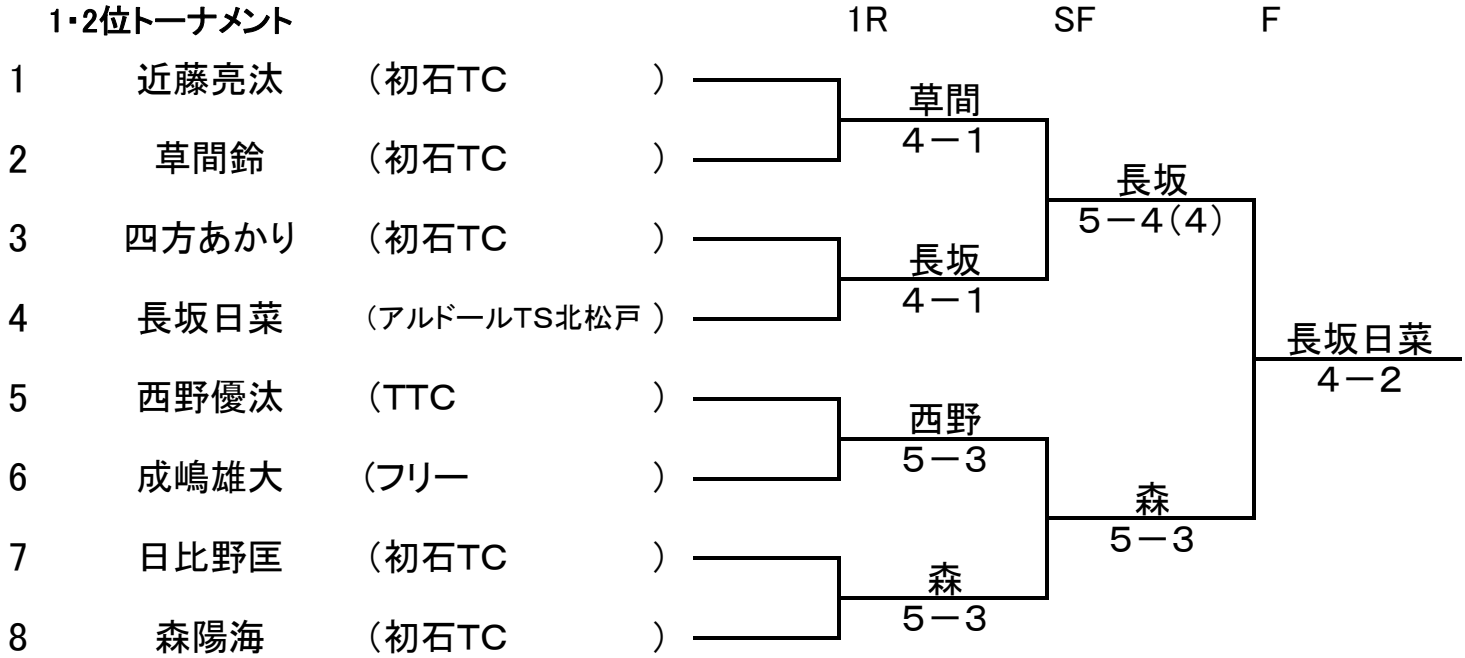 1・2位トーナメント 1R SF F
1 近藤亮汰 （初石TC ）
草間
4－1
2 草間鈴 （初石TC ）
長坂
5－4(4)
3 四方あかり （初石TC ）
長坂
4－1
4 長坂日菜 （アルドールTS北松戸 ）
長坂日菜
4－2
5 西野優汰 （TTC ）
西野
5－3
6 成嶋雄大 （フリー ）
森
5－3
7 日比野匡 （初石TC ）
森
5－3
8 森陽海 （初石TC ）